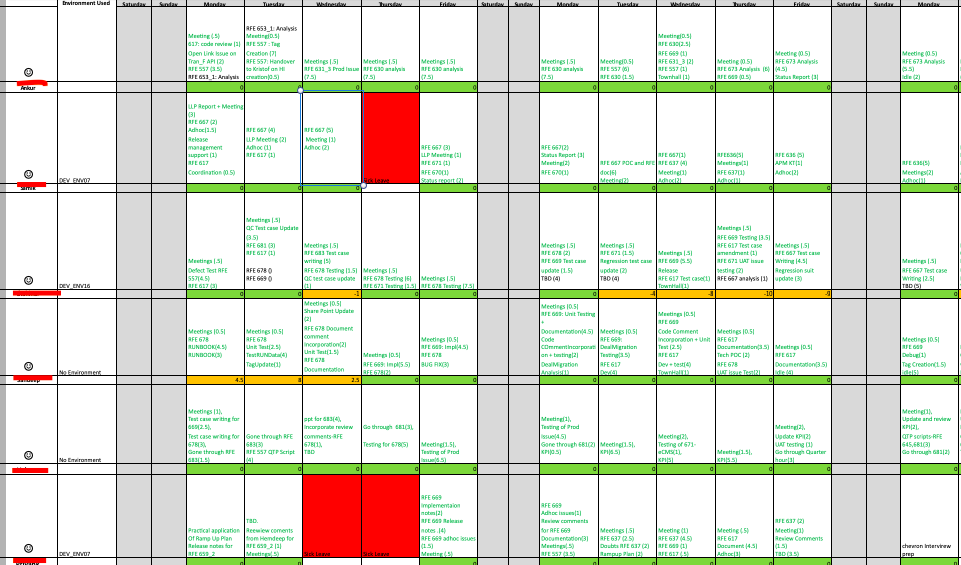 Environment Used
Saturday Sunday Monday Tuesday Wednesday Thursday Friday Saturday Sunday Monday Tuesday Wednesday Thursday Friday Saturday Sunday Monday
Meeting (.5)
617: code review (1)
Open Link Issue on
Tran_F API (2)
RFE 557 (3.5)
RFE 653_1: Analysis
RFE 653_1: Analysis
Meeting(0.5)
RFE 557 : Tag
Creation (7)
RFE 557: Handover
to Kristof on HI
creation(0.5)
Meetings (.5)
RFE 631_3 Prod Issue
(7.5)
Meetings (.5)
RFE 630 analysis
(7.5)
Meetings (.5)
RFE 630 analysis
(7.5)
Meetings (.5)
RFE 630 analysis
(7.5)
Meeting (0.5)
RFE 557 (6)
RFE 630 (1.5)
Meeting(0.5)
RFE 630(2.5)
RFE 669 (1)
RFE 631_3 (2)
RFE 557 (1)
Townhall (1)
Meeting (0.5)
RFE 673 Analysis (6)
RFE 669 (0.5)
Meeting (0.5)
RFE 673 Analysis
(4.5)
Status Report (3)
Meeting (0.5)
RFE 673 Analysis
(5.5)
Idle (2)
Ankur
0 0 0 0 0 0 0 0 0 0
DEV_ENV07
LLP Report + Meeting
(3)
RFE 667 (2)
Adhoc(1.5)
Release
management
support (1)
RFE 617
Coordination (0.5)
RFE 667 (4)
LLP Meeting (2)
Adhoc (1)
RFE 617 (1)
RFE 667 (5)
Meeting (1)
Adhoc (2)
Sick Leave
RFE 667 (3)
LLP Meeting (1)
RFE 621 (1)
RFE 670(1)
Status report (2)
RFE 667(2)
Status Report (3)
Meeting(2)
RFE 670(1)
RFE 667 POC and RFE
doc(6)
Meeting(2)
RFE 667(1)
RFE 637 (4)
Meeting(1)
Adhoc(2)
RFE636(5)
Meetings(1)
RFE 637(1)
Adhoc(1)
RFE 636 (5)
APM KT(1)
Adhoc(2)
RFE 636(5)
Meetings(2)
Adhoc(1)
DEV_ENV16
Meetings (.5)
Defect Test RFE
557(4.5)
RFE 617 (3)
Meetings (.5)
QC Test case Update
(3.5)
RFE 681 (3)
RFE 617 (1)
RFE 678 ()
RFE 669 ()
Meetings (.5)
RFE 683 Test case
writing (5)
RFE 678 Testing (1.5)
QC test case update
(1)
Meetings (.5)
RFE 678 Testing (6)
RFE 671 Testing (1.5)
Meetings (.5)
RFE 678 Testing (7.5)
Meetings (.5)
RFE 678 (2)
RFE 669 Test case
update (1.5)
TBD (4)
Meetings (.5)
RFE 671 (1.5)
Regression test case
update (2)
TBD (4)
Meetings (.5)
RFE 669 (5.5)
Release
RFE 617 Test case(1)
TownHall(1)
Meetings (.5)
RFE 669 Testing (3.5)
RFE 617 Test case
amendment (1)
RFE 671 UAT issue
testing (2)
RFE 667 analysis (1)
Meetings (.5)
RFE 667 Test case
Writing (4.5)
Regression suit
update (3)
Meetings (.5)
RFE 667 Test case
Writing (2.5)
TBD (5)
0 0 -1 0 0 0 -4 -8 -10 -9 0
No Environment
Meetings (0.5)
RFE 678
RUNBOOK(4.5)
RUNBOOK(3)
Meetings (0.5)
RFE 678
Unit Test(2.5)
TestRUNData(4)
TagUpdate(1)
Meetings (0.5)
Share Point Update
(2)
RFE 678 Document
comment
Incorporation(2)
Unit Test(1.5)
RFE 678
Documentation
Meetings (0.5)
RFE 669: Impl(5.5)
RFE 678(2)
Meetings (0.5)
RFE 669: Impl(4.5)
RFE 678
BUG FIX(3)
Meetings (0.5)
RFE 669: Unit Testing
+
Documentation(4.5)
Code
COmmentIncorporati
on + testing(2)
DealMigration
Analysis(1)
Meetings (0.5)
RFE 669:
DealMigration
Testing(3.5)
RFE 617
Dev(4)
Meetings (0.5)
RFE 669
Code Comment
Incorporation + Unit
Test (2.5)
RFE 617
Dev + test(4)
TownHall(1)
Meetings (0.5)
RFE 617
Documentation(3.5)
Tech POC (2)
RFE 678
UAT issue Test(2)
Meetings (0.5)
RFE 617
Documentation(3.5)
Idle (4)
Meetings (0.5)
RFE 669
Debug(1)
Tag Creation(1.5)
Idle(5)
4.5 8 2.5 0 0 0 0 0 0 0 0
No Environment
Meetings (1),
Test case writing for
669(2.5),
Test case writing for
678(3),
Gone through RFE
683(1.5)
Gone through RFE
683(3)
RFE 557 QTP Script
(4)
ppt for 683(4),
Incorporate review
comments-RFE
678(1),
TBD
Go through 681(3),
Testing for 678(5)
Meeting(1.5),
Testing of Prod
Issue(6.5)
Meeting(1),
Testing of Prod
Issue(4.5)
Gone through 681(2)
KPI(0.5)
Meeting(1.5),
KPI(6.5)
Meeting(2),
Testing of 671-
eCMS(1),
KPI(5)
Meeting(1.5),
KPI(5.5)
Meeting(2),
Update KPI(2)
UAT testing (1)
Go through Quarter
hour(3)
Meeting(1),
Update and review
KPI(2),
QTP scripts-RFE
645,681(3)
Go through 681(2)
DEV_ENV07
Practical application
Of Ramp Up Plan
Release notes for
RFE 659_2
TBD.
Reewiew coments
from Hemdeep for
RFE 659_2 (1)
Meetings(.5)
Sick Leave
Sick Leave
RFE 669
Implementaion
notes(2)
RFE 669 Release
notes .(4)
RFE 669 adhoc issues
(1.5)
Meeting (.5)
RFE 669
Adhoc issues(1)
Review comments
for RFE 669
Documentation(3)
Meetings(.5)
RFE 557 (3.5)
Meetings (.5)
RFE 637 (2.5)
Doubts RFE 637 (2)
Rampup Plan (2)
Meeting (1)
RFE 637 (4.5)
RFE 669 (1)
RFE 617 (.5)
Meeting (.5)
RFE 617
Document (4.5)
Adhoc(3)
RFE 637 (2)
Meeting (1)
Review Comments
(1.5)
TBD (3.5)
chevron Interview
prep